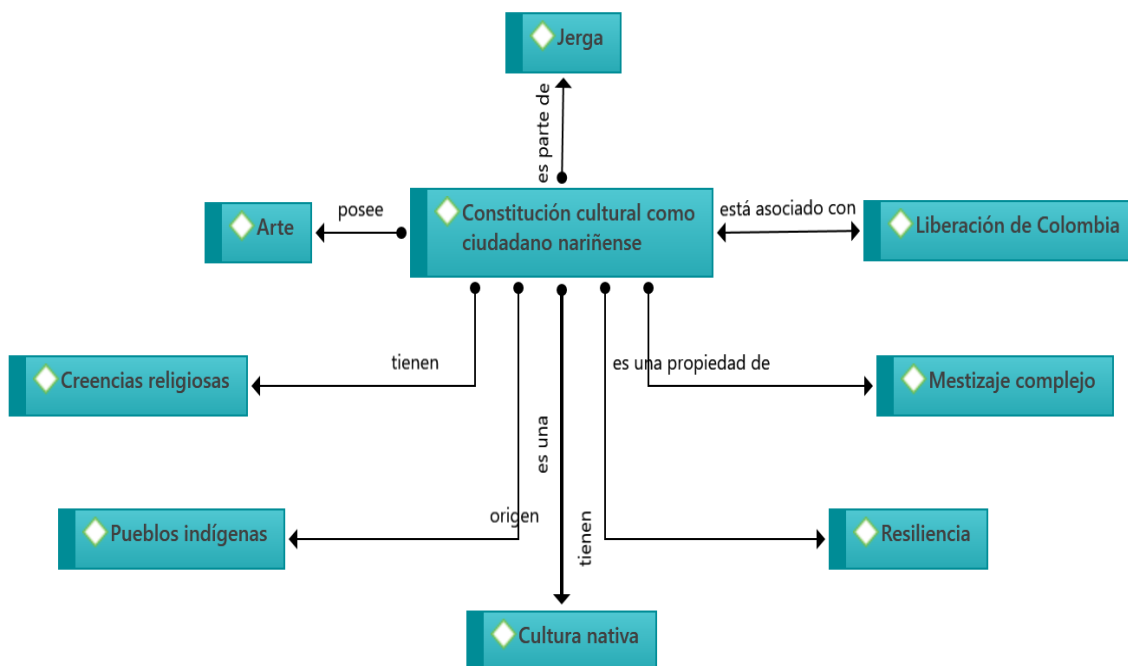 Jerga
es parte de
Arte
posee
Constitución cultural como
ciudadano nariñense
está asociado con
Liberación de Colombia
Creencias religiosas
tienen
es una propiedad de
Mestizaje complejo
es una
Pueblos indígenas
origen
tienen
Resiliencia
Cultura nativa